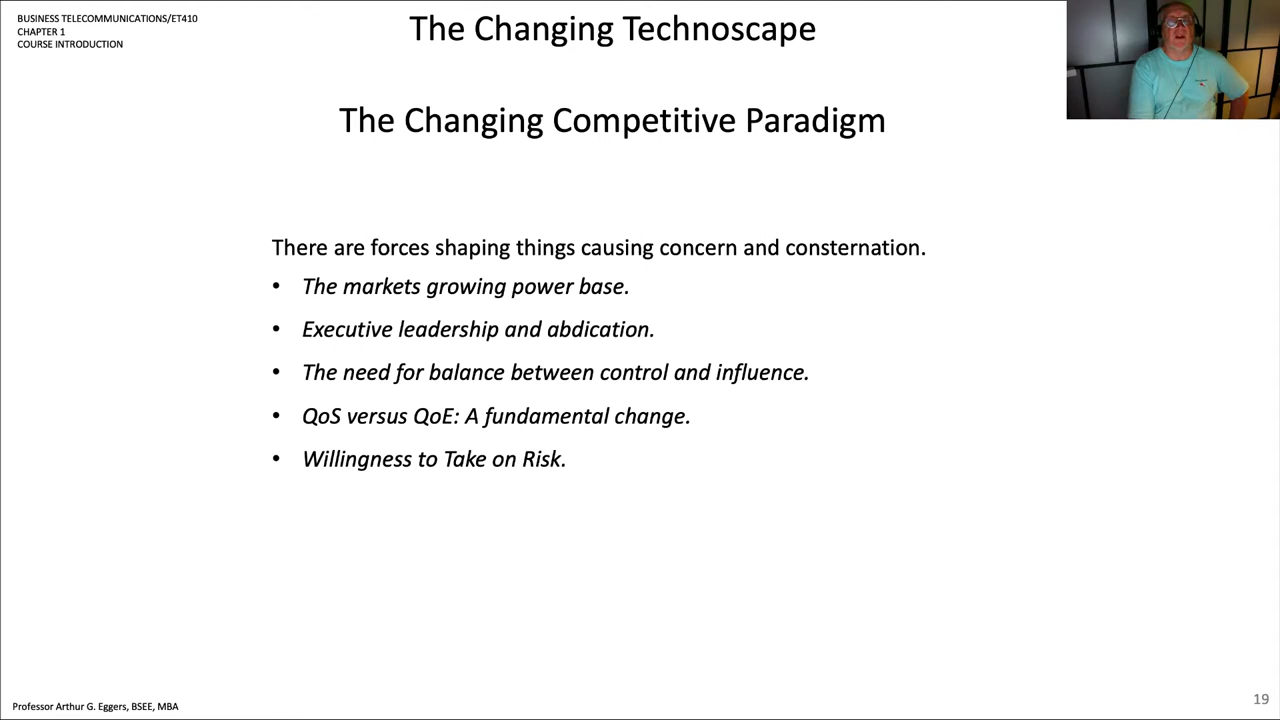 BUSINESS TELECOMMUNICATIONS/ET410
CHAPTER 1
COURSE INTRODUCTION
The Changing Technoscape
The Changing Competitive Paradigm
There are forces shaping things causing concern and consternation.
• The markets growing power base.
• Executive leadership and abdication.
• The need for balance between control and influence.
• QoS versus QoE: A fundamental change.
• Willingness to Take on Risk.
Professor Arthur G. Eggers, BSEE, MBA
19